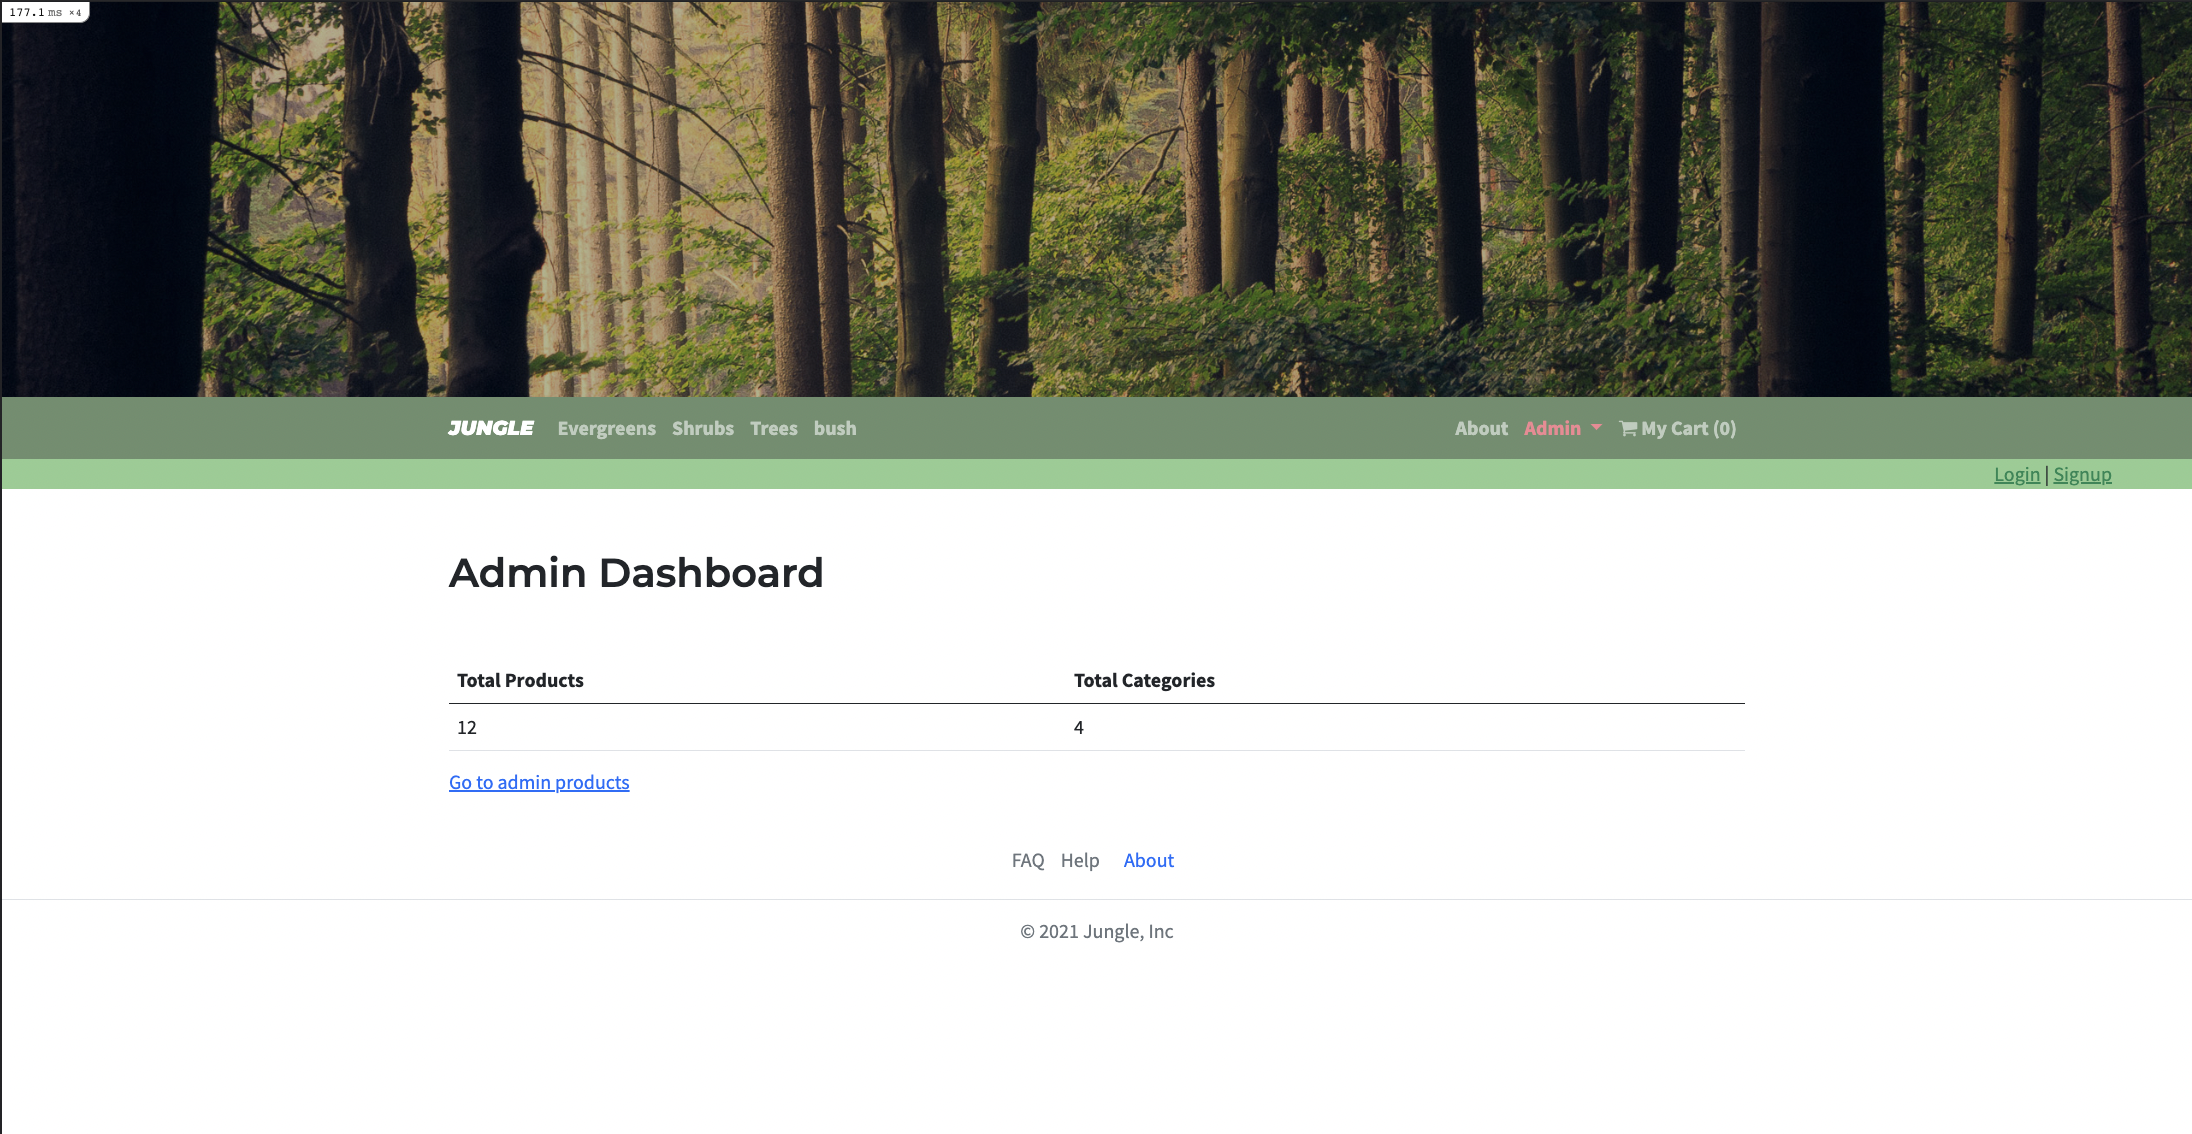 177.1 ms ×4
JUNGLE Evergreens Shrubs Trees bush About Admin My Cart (0)
Login | Signup
Admin Dashboard
Total Products Total Categories
12 4
Go to admin products
FAQ Help About
© 2021 Jungle, Inc